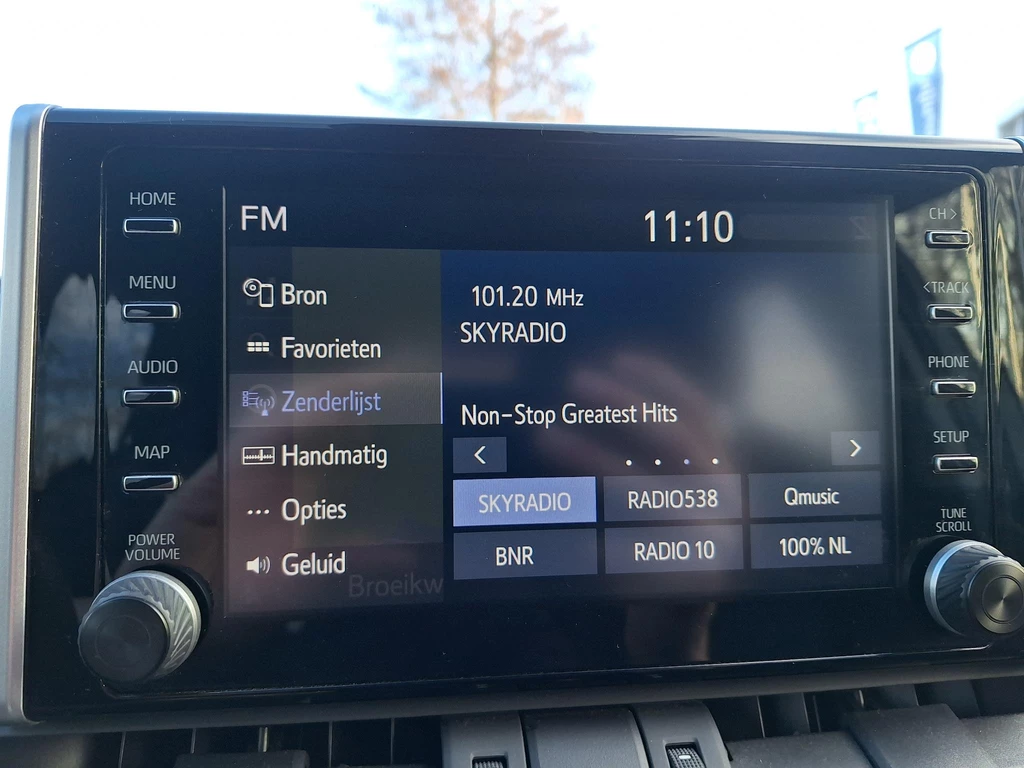 HOME
MENU
AUDIO
MAP
POWER
VOLUME
FM
11:10
Bron
Favorieten
Zenderlijst
Handmatig
Opties
Geluid
Broeikw
101.20 MHz
SKYRADIO
Non-Stop Greatest Hits
< >
SKYRADIO RADIO538 Qmusic
BNR RADIO 10 100% NL
CH >
< TRACK
PHONE
SETUP
TUNE
SCROLL